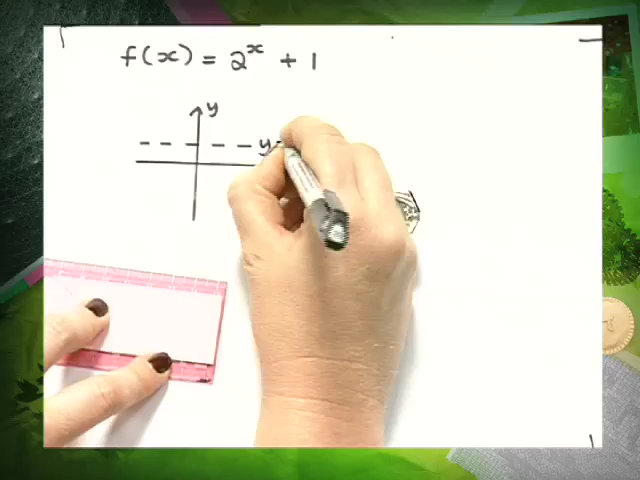 f(x) = 2^x + 1
y
y